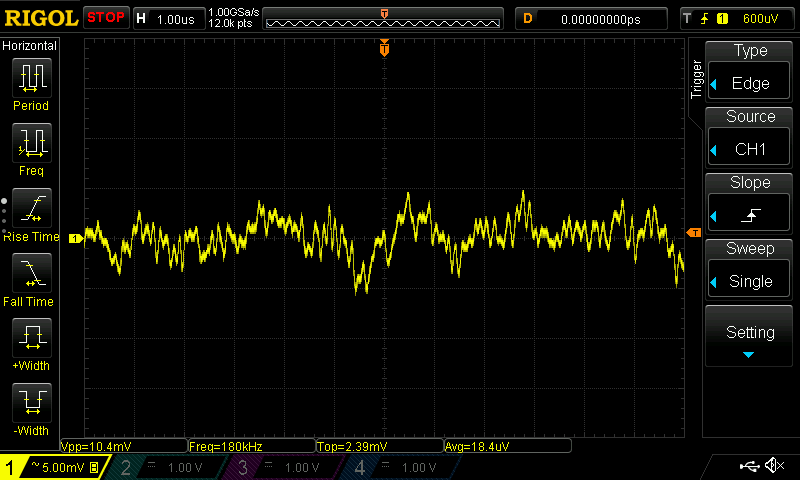 RIGOL STOP H 1.00us 1.00GSa/s 12.0k pts T D 0.00000000ps T 1 600uV
Horizontal
Period
Freq
Rise Time
Fall Time
+Width
-Width
T
1
T
Trigger
Type
Edge
Source
CH1
Slope
Sweep
Single
Setting
Vpp=10.4mV Freq=180kHz Top=2.39mV Avg=18.4uV
1 ~ 5.00mV B 2 1.00 V 3 1.00 V 4 1.00 V